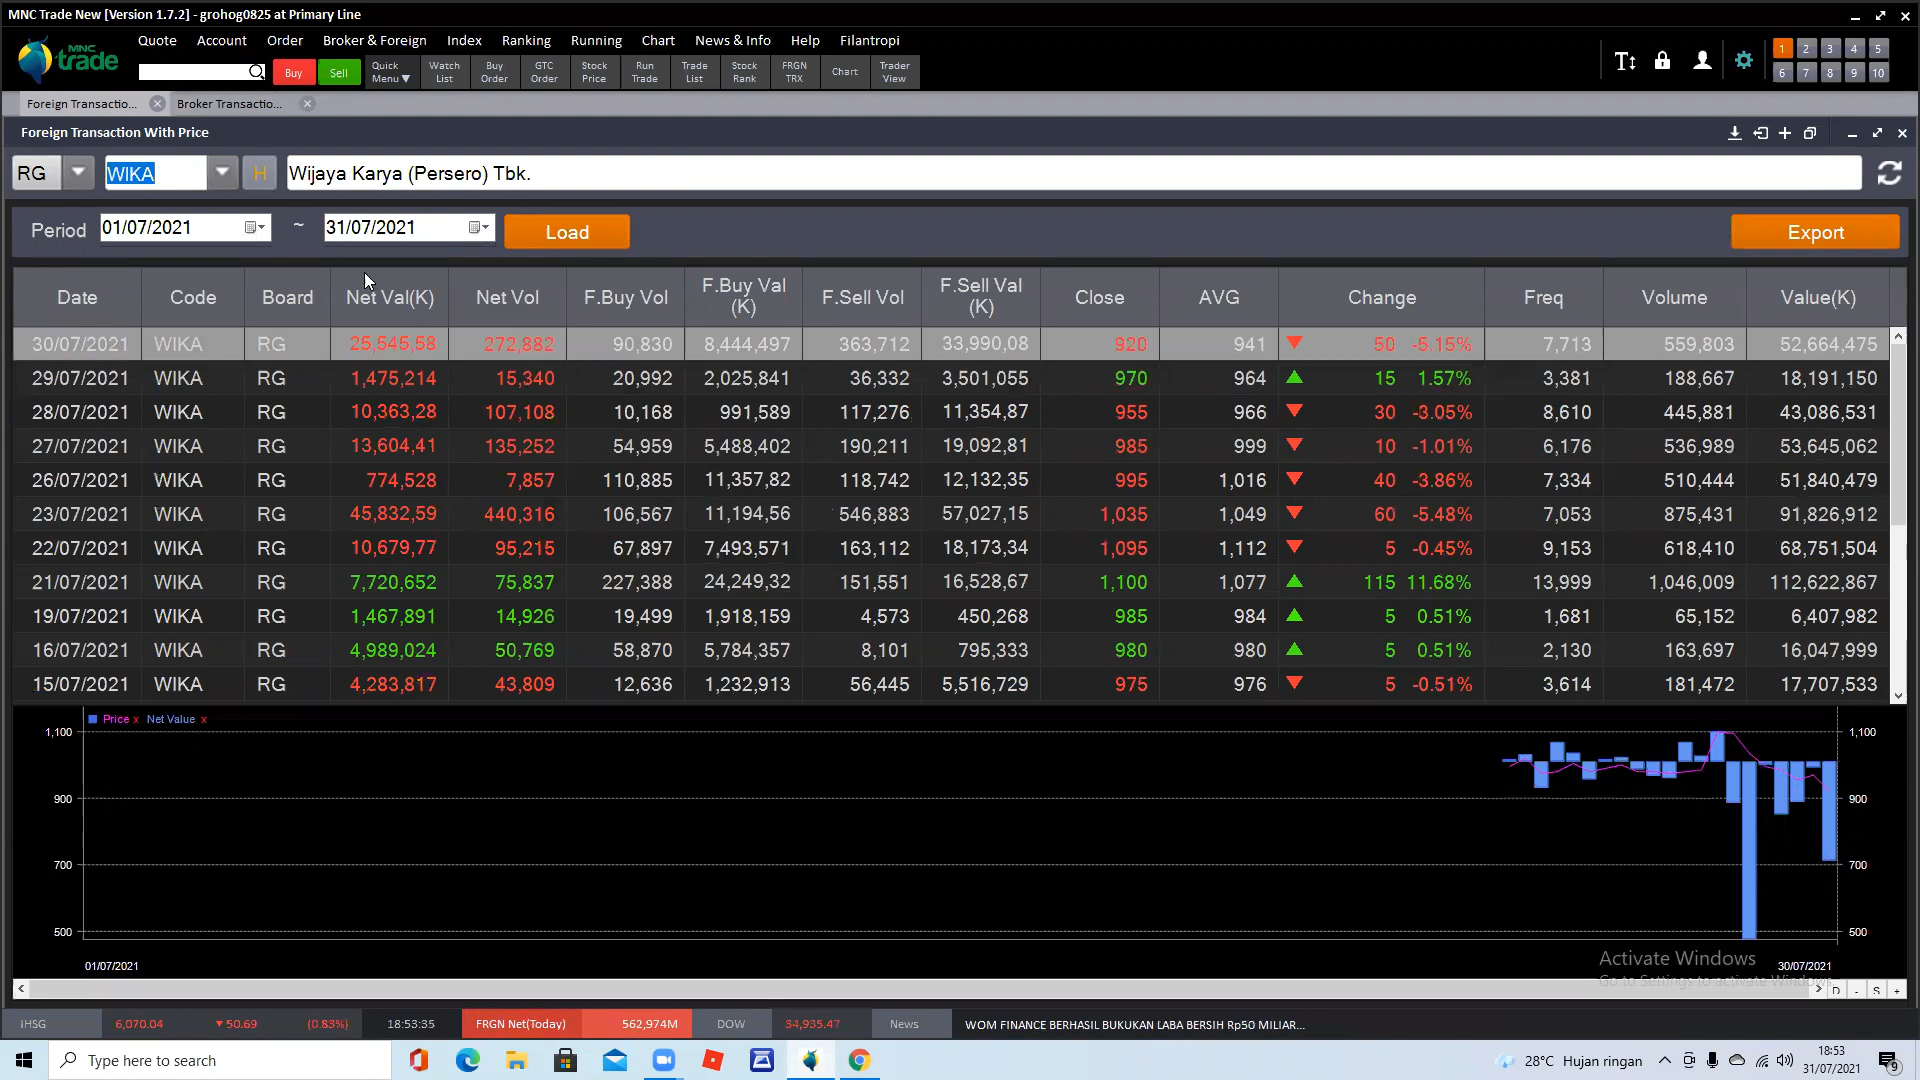 MNC Trade New [Version 1.7.2] - grohog0825 at Primary Line
MNC trade
Quote Account Order Broker & Foreign Index Ranking Running Chart News & Info Help Filantropi
Buy Sell Quick Menu▼ Watch List Buy Order GTC Order Stock Price Run Trade Trade List Stock Rank FRGN TRX Chart Trader View
1 2 3 4 5
6 7 8 9 10
Foreign Transactio... Broker Transactio...
Foreign Transaction With Price
RG WIKA H Wijaya Karya (Persero) Tbk.
Period 01/07/2021 ~ 31/07/2021 Load Export
Date Code Board Net Val(K) Net Vol F.Buy Vol F.Buy Val (K) F.Sell Vol F.Sell Val (K) Close AVG Change Freq Volume Value(K)
30/07/2021 WIKA RG 25,545,58 272,882 90,830 8,444,497 363,712 33,990,08 920 941 ▼ 50 -5.15% 7,713 559,803 52,664,475
29/07/2021 WIKA RG 1,475,214 15,340 20,992 2,025,841 36,332 3,501,055 970 964 ▲ 15 1.57% 3,381 188,667 18,191,150
28/07/2021 WIKA RG 10,363,28 107,108 10,168 991,589 117,276 11,354,87 955 966 ▼ 30 -3.05% 8,610 445,881 43,086,531
27/07/2021 WIKA RG 13,604,41 135,252 54,959 5,488,402 190,211 19,092,81 985 999 ▼ 10 -1.01% 6,176 536,989 53,645,062
26/07/2021 WIKA RG 774,528 7,857 110,885 11,357,82 118,742 12,132,35 995 1,016 ▼ 40 -3.86% 7,334 510,444 51,840,479
23/07/2021 WIKA RG 45,832,59 440,316 106,567 11,194,56 546,883 57,027,15 1,035 1,049 ▼ 60 -5.48% 7,053 875,431 91,826,912
22/07/2021 WIKA RG 10,679,77 95,215 67,897 7,493,571 163,112 18,173,34 1,095 1,112 ▼ 5 -0.45% 9,153 618,410 68,751,504
21/07/2021 WIKA RG 7,720,652 75,837 227,388 24,249,32 151,551 16,528,67 1,100 1,077 ▲ 115 11.68% 13,999 1,046,009 112,622,867
19/07/2021 WIKA RG 1,467,891 14,926 19,499 1,918,159 4,573 450,268 985 984 ▲ 5 0.51% 1,681 65,152 6,407,982
16/07/2021 WIKA RG 4,989,024 50,769 58,870 5,784,357 8,101 795,333 980 980 ▲ 5 0.51% 2,130 163,697 16,047,999
15/07/2021 WIKA RG 4,283,817 43,809 12,636 1,232,913 56,445 5,516,729 975 976 ▼ 5 -0.51% 3,614 181,472 17,707,533
Price x Net Value x
1,100 1,100
900 900
700 700
500 500
01/07/2021 30/07/2021
Activate Windows
Go to Settings to activate Windows.
D - S +
IHSG 6,070.04 ▼50.69 (0.83%) 18:53:35 FRGN Net(Today) 562,974M DOW 34,935.47 News WOM FINANCE BERHASIL BUKUKAN LABA BERSIH Rp50 MILIAR...
Type here to search 28°C Hujan ringan 18:53
31/07/2021 9